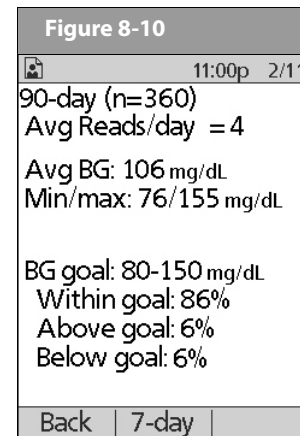 Figure 8-10
11:00p 2/11
90-day (n=360)
Avg Reads/day = 4
Avg BG: 106 mg/dL
Min/max: 76/155 mg/dL
BG goal: 80-150 mg/dL
Within goal: 86%
Above goal: 6%
Below goal: 6%
Back 7-day